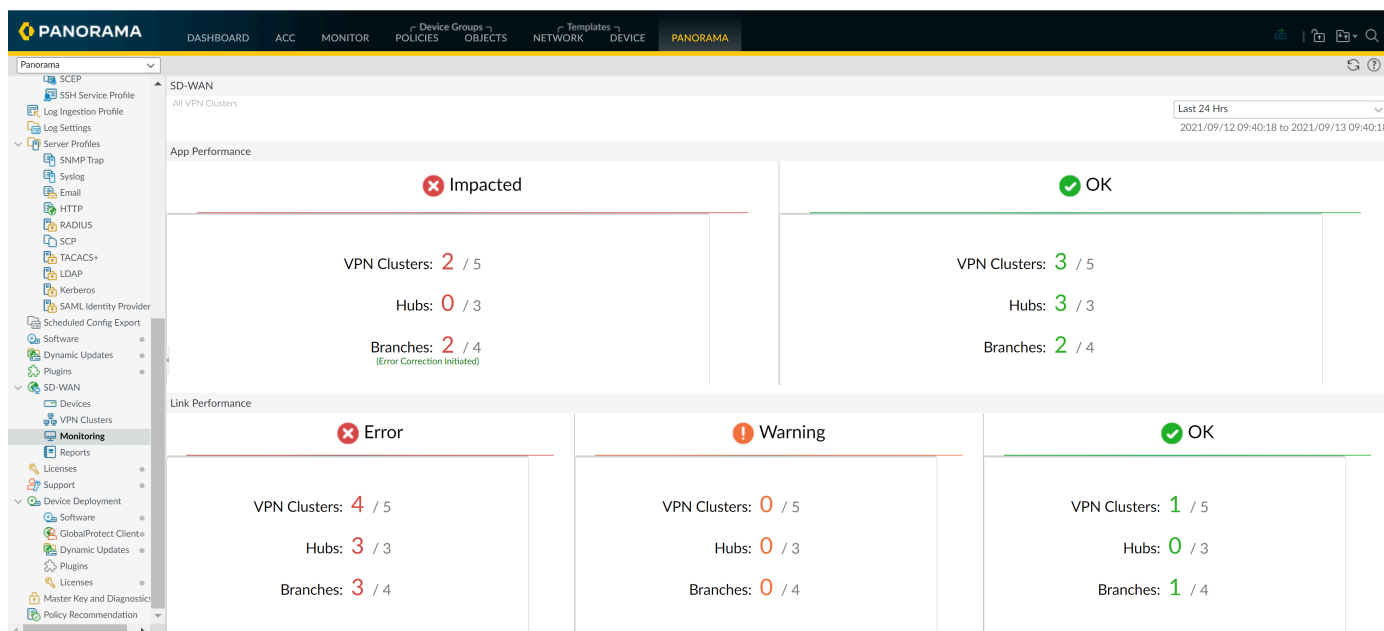 PANORAMA
Device Groups
Templates
DASHBOARD ACC MONITOR POLICIES OBJECTS NETWORK DEVICE PANORAMA
Panorama
SCEP
SSH Service Profile
Log Ingestion Profile
Log Settings
Server Profiles
SNMP Trap
Syslog
Email
HTTP
RADIUS
SCP
TACACS+
LDAP
Kerberos
SAML Identity Provider
Scheduled Config Export
Software
Dynamic Updates
Plugins
SD-WAN
Devices
VPN Clusters
Monitoring
Reports
Licenses
Support
Device Deployment
Software
GlobalProtect Client
Dynamic Updates
Plugins
Licenses
Master Key and Diagnostics
Policy Recommendation
SD-WAN
All VPN Clusters
Last 24 Hrs
2021/09/12 09:40:18 to 2021/09/13 09:40:18
App Performance
Impacted
VPN Clusters: 2 / 5
Hubs: 0 / 3
Branches: 2 / 4
(Error Correction Initiated)
OK
VPN Clusters: 3 / 5
Hubs: 3 / 3
Branches: 2 / 4
Link Performance
Error
VPN Clusters: 4 / 5
Hubs: 3 / 3
Branches: 3 / 4
Warning
VPN Clusters: 0 / 5
Hubs: 0 / 3
Branches: 0 / 4
OK
VPN Clusters: 1 / 5
Hubs: 0 / 3
Branches: 1 / 4